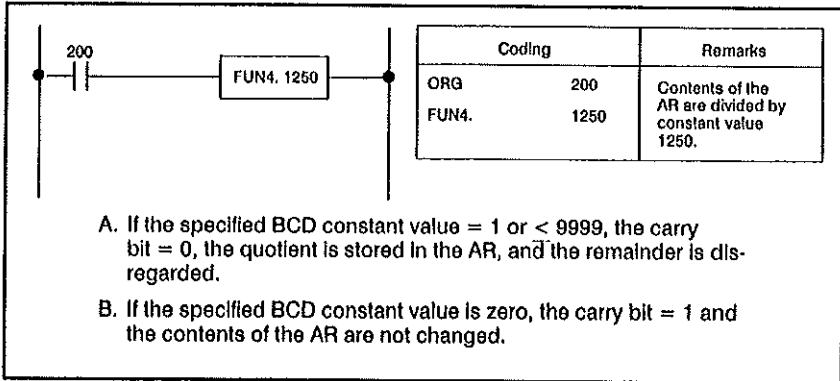 200
FUN4. 1250
Coding
Remarks
ORG 200
FUN4. 1250
Contents of the
AR are divided by
constant value
1250.
A. If the specified BCD constant value = 1 or < 9999, the carry
bit = 0, the quotient is stored in the AR, and the remainder is dis-
regarded.
B. If the specified BCD constant value is zero, the carry bit = 1 and
the contents of the AR are not changed.